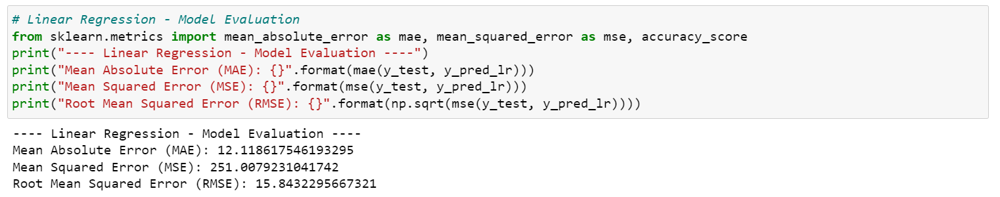 # Linear Regression - Model Evaluation
from sklearn.metrics import mean_absolute_error as mae, mean_squared_error as mse, accuracy_score
print("---- Linear Regression - Model Evaluation ----")
print("Mean Absolute Error (MAE): {}".format(mae(y_test, y_pred_lr)))
print("Mean Squared Error (MSE): {}".format(mse(y_test, y_pred_lr)))
print("Root Mean Squared Error (RMSE): {}".format(np.sqrt(mse(y_test, y_pred_lr))))
---- Linear Regression - Model Evaluation ----
Mean Absolute Error (MAE): 12.118617546193295
Mean Squared Error (MSE): 251.0079231041742
Root Mean Squared Error (RMSE): 15.8432295667321